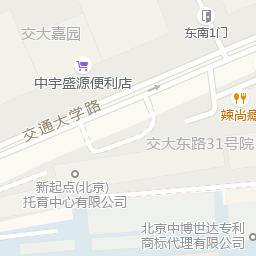 交大嘉园
东南1门
中宇盛源便利店
辣尚瘾
交通大学路
交大东路31号院
新起点(北京)
托育中心有限公司
北京中博世达专利
商标代理有限公司